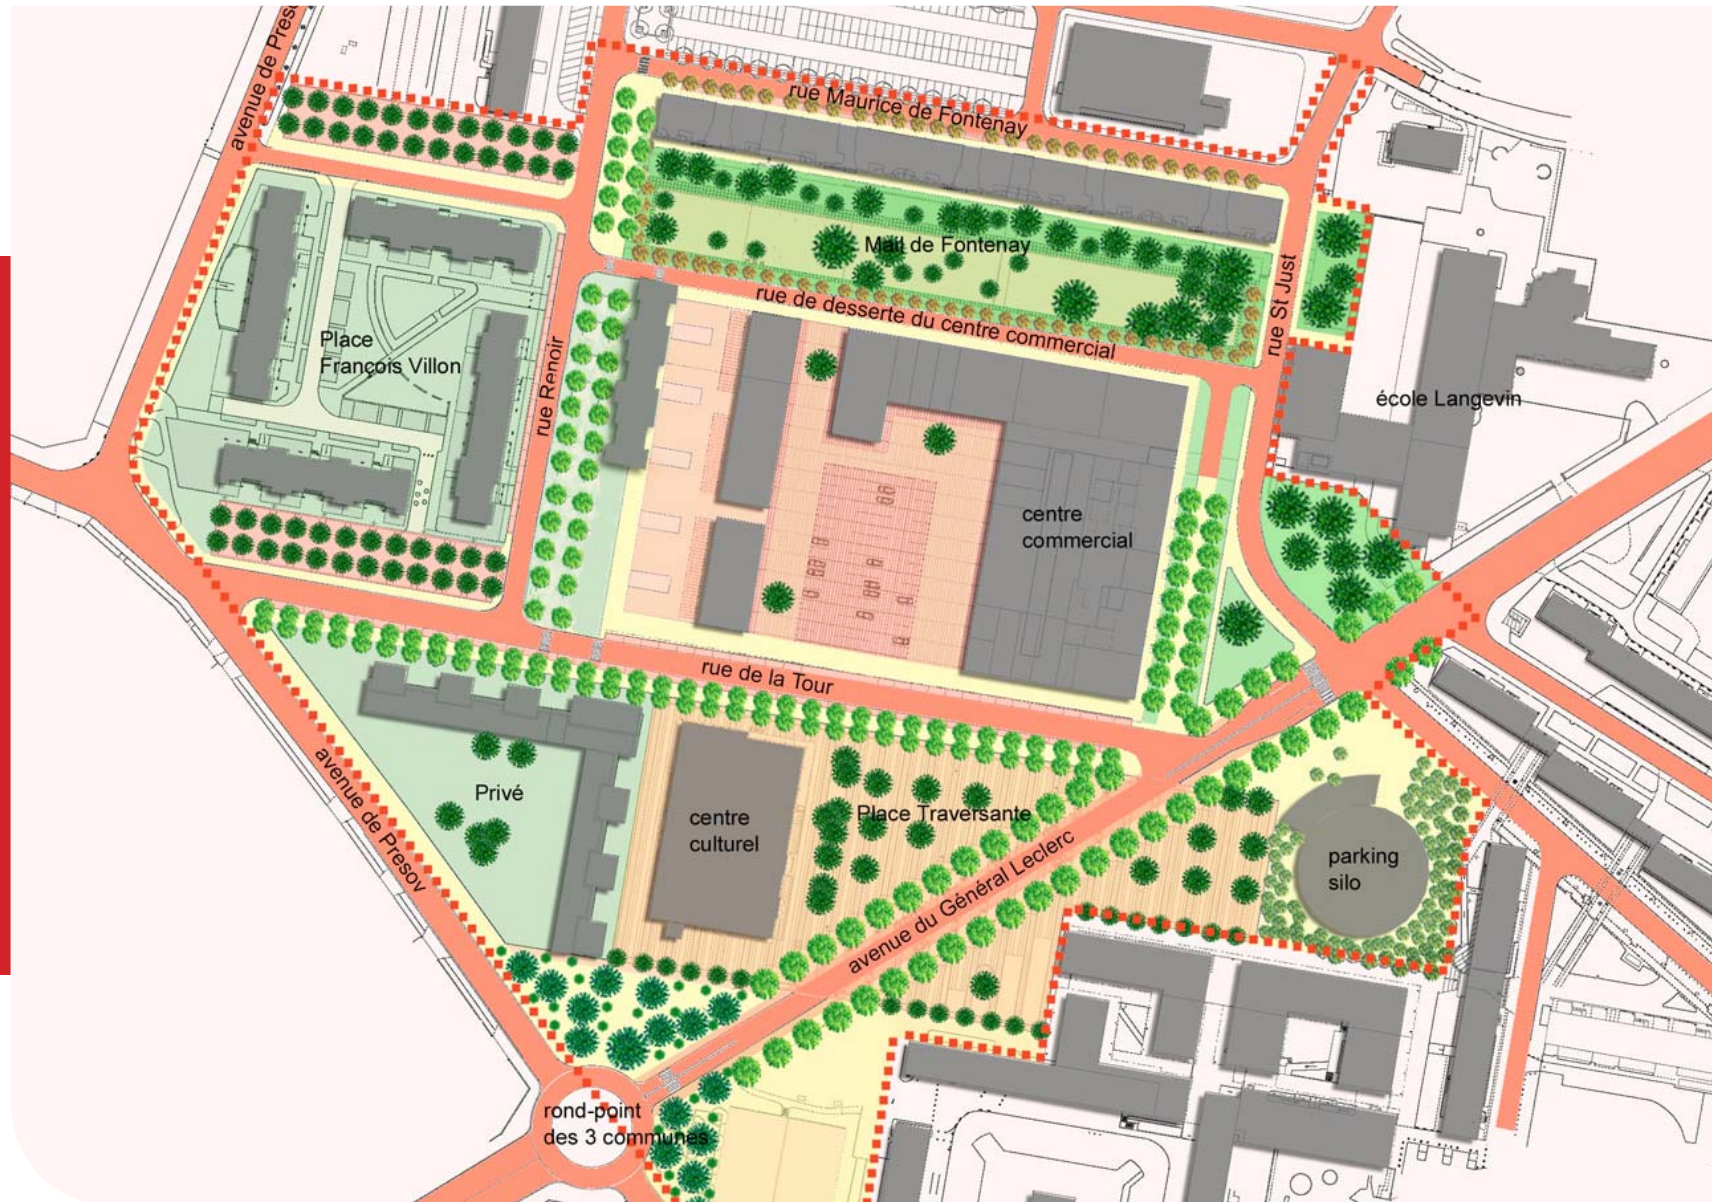 avenue de Presov
rue Maurice de Fontenay
Mail de Fontenay
rue de desserte du centre commercial
rue St Just
Place
François Villon
rue Renoir
école Langevin
centre
commercial
rue de la Tour
avenue de Presov
Privé
centre
culturel
Place Traversante
avenue du Général Leclerc
parking
silo
rond-point
des 3 communes